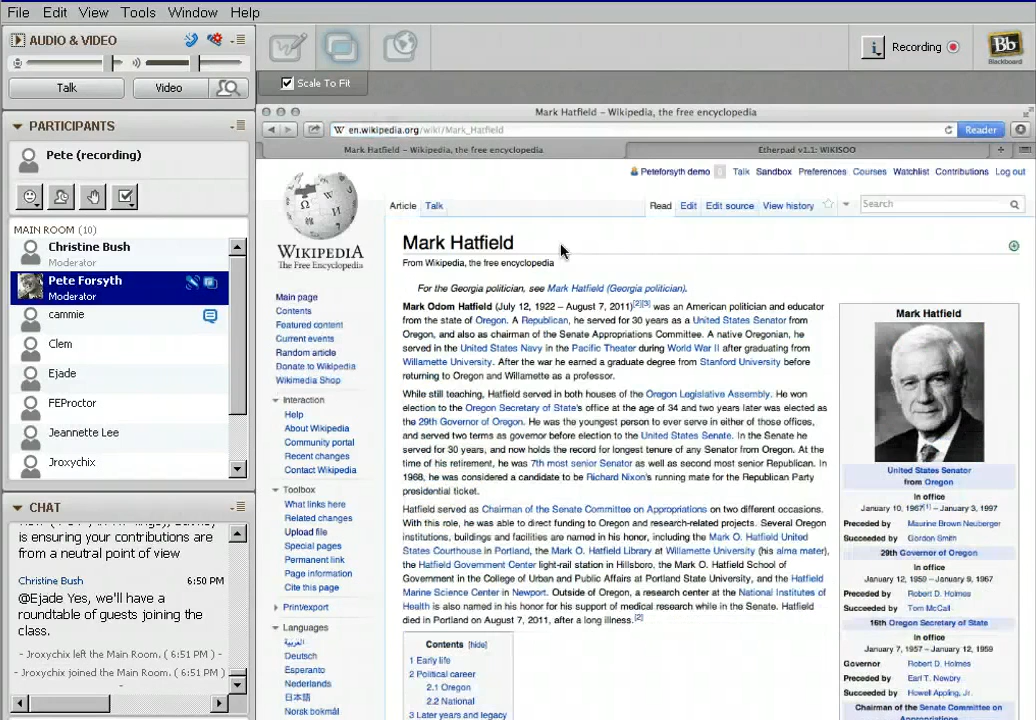 File Edit View Tools Window Help
AUDIO & VIDEO
Talk
Video
Recording
Bb
Blackboard
Scale To Fit
PARTICIPANTS
Pete (recording)
MAIN ROOM (10)
Christine Bush
Moderator
Pete Forsyth
Moderator
cammie
Clem
Ejade
FEProctor
Jeannette Lee
Jroxychix
CHAT
is ensuring your contributions are
from a neutral point of view
Christine Bush 6:50 PM
@Ejade Yes, we'll have a
roundtable of guests joining the
class.
- Jroxychix left the Main Room. ( 6:51 PM ) -
- Jroxychix joined the Main Room. ( 6:51 PM )
-
Mark Hatfield – Wikipedia, the free encyclopedia
W en.wikipedia.org/wiki/Mark_Hatfield
Reader
Mark Hatfield – Wikipedia, the free encyclopedia
Etherpad v1.1: WIKISOO
Peteforsyth demo Talk Sandbox Preferences Courses Watchlist Contributions Log out
Article Talk
Read Edit Edit source View history
Search
WIKIPEDIA
The Free Encyclopedia
Main page
Contents
Featured content
Current events
Random article
Donate to Wikipedia
Wikimedia Shop
Interaction
Help
About Wikipedia
Community portal
Recent changes
Contact Wikipedia
Toolbox
What links here
Related changes
Upload file
Special pages
Permanent link
Page information
Cite this page
Print/export
Languages
العربية
Deutsch
Esperanto
Nederlands
日本語
Norsk bokmål
Mark Hatfield
From Wikipedia, the free encyclopedia
For the Georgia politician, see Mark Hatfield (Georgia politician).
Mark Odom Hatfield (July 12, 1922 – August 7, 2011)[2][3] was an American politician and educator
from the state of Oregon. A Republican, he served for 30 years as a United States Senator from
Oregon, and also as chairman of the Senate Appropriations Committee. A native Oregonian, he
served in the United States Navy in the Pacific Theater during World War II after graduating from
Willamette University. After the war he earned a graduate degree from Stanford University before
returning to Oregon and Willamette as a professor.
While still teaching, Hatfield served in both houses of the Oregon Legislative Assembly. He won
election to the Oregon Secretary of State's office at the age of 34 and two years later was elected as
the 29th Governor of Oregon. He was the youngest person to ever serve in either of those offices,
and served two terms as governor before election to the United States Senate. In the Senate he
served for 30 years, and now holds the record for longest tenure of any Senator from Oregon. At the
time of his retirement, he was 7th most senior Senator as well as second most senior Republican. In
1968, he was considered a candidate to be Richard Nixon's running mate for the Republican Party
presidential ticket.
Hatfield served as Chairman of the Senate Committee on Appropriations on two different occasions.
With this role, he was able to direct funding to Oregon and research-related projects. Several Oregon
institutions, buildings and facilities are named in his honor, including the Mark O. Hatfield United
States Courthouse in Portland, the Mark O. Hatfield Library at Willamette University (his alma mater),
the Hatfield Government Center light-rail station in Hillsboro, the Mark O. Hatfield School of
Government in the College of Urban and Public Affairs at Portland State University, and the Hatfield
Marine Science Center in Newport. Outside of Oregon, a research center at the National Institutes of
Health is also named in his honor for his support of medical research while in the Senate. Hatfield
died in Portland on August 7, 2011, after a long illness.[2]
Contents [hide]
1 Early life
2 Political career
2.1 Oregon
2.2 National
3 Later years and legacy
Mark Hatfield
United States Senator
from Oregon
In office
January 10, 1967[1] – January 3, 1997
Preceded by Maurine Brown Neuberger
Succeeded by Gordon Smith
29th Governor of Oregon
In office
January 12, 1959 – January 9, 1967
Preceded by Robert D. Holmes
Succeeded by Tom McCall
16th Oregon Secretary of State
In office
January 7, 1957 – January 12, 1959
Governor Robert D. Holmes
Preceded by Earl T. Newbry
Succeeded by Howell Appling, Jr.
Chairman of the Senate Committee on
Appropriations